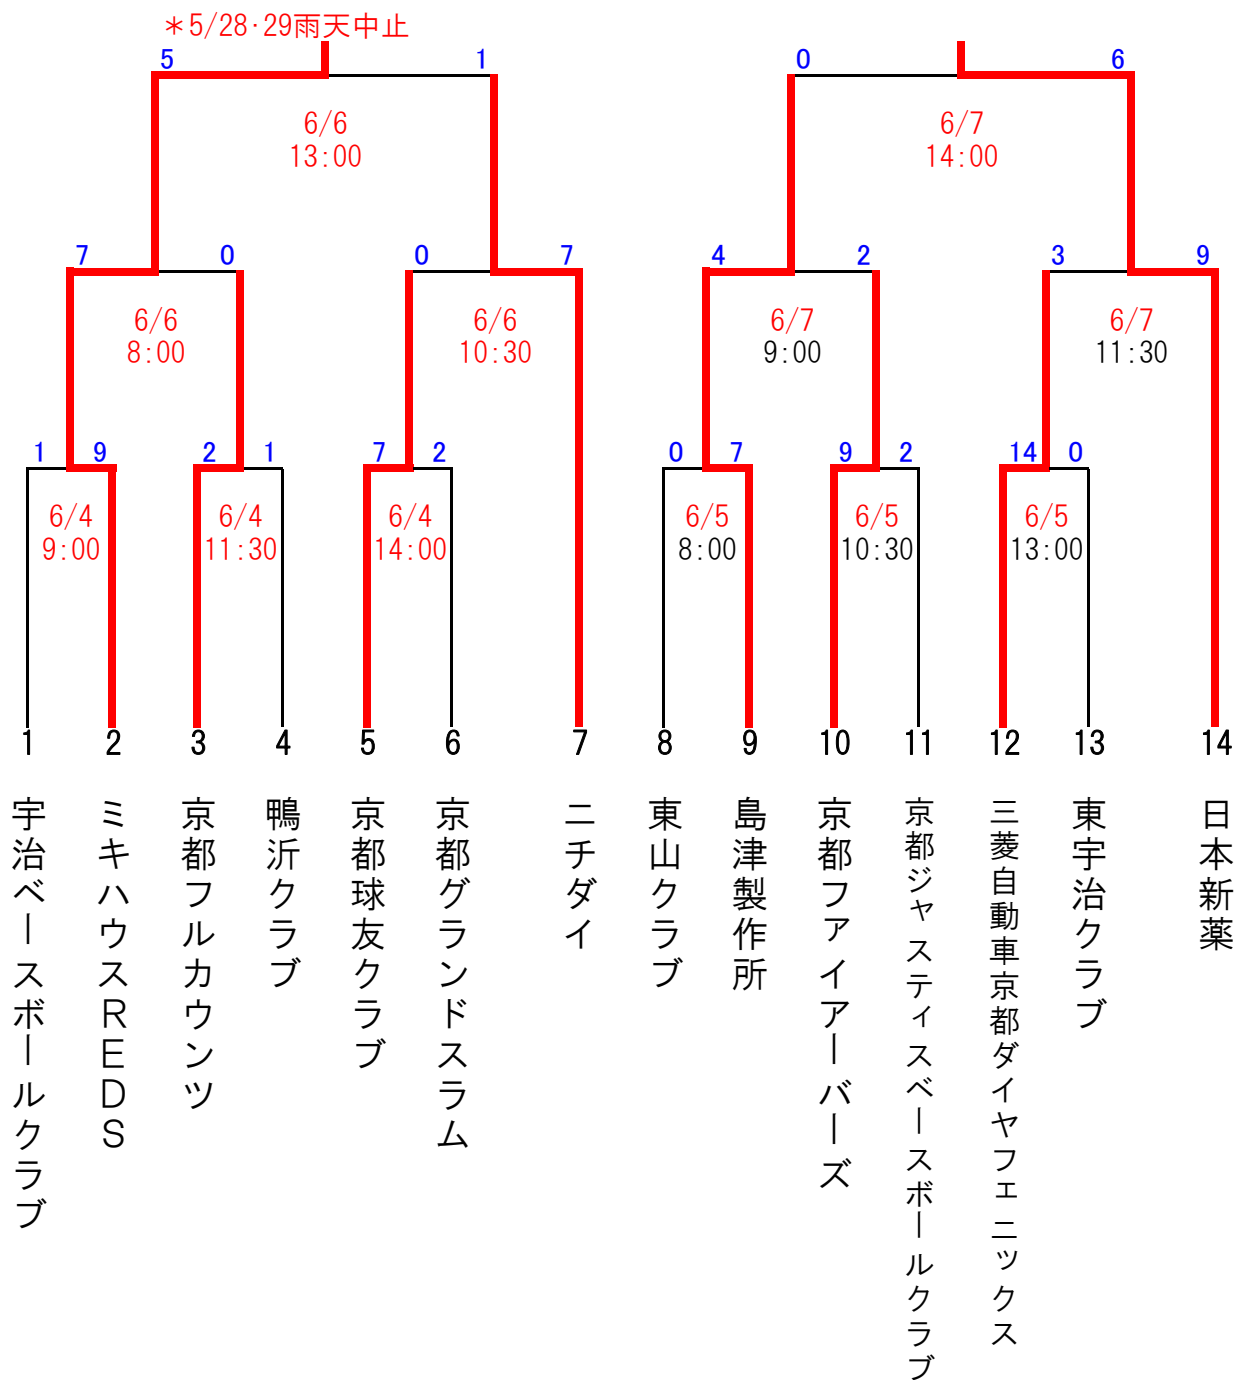 ＊5/28･29雨天中止
5 1 0 6
6/6 6/7
13:00 14:00
7 0 0 7 4 2 3 9
6/6 6/6 6/7 6/7
8:00 10:30 9:00 11:30
1 9 2 1 7 2 0 7 9 2 14 0
6/4 6/4 6/4 6/5 6/5 6/5
9:00 11:30 14:00 8:00 10:30 13:00
1 2 3 4 5 6 7 8 9 10 11 12 13 14
宇治ベースボールクラブ
ミキハウスＲＥＤＳ
京都フルカウンツ
鴨沂クラブ
京都球友クラブ
京都グランドスラム
ニチダイ
東山クラブ
島津製作所
京都ファイアーバーズ
京都ジャスティスベースボールクラブ
三菱自動車京都ダイヤフェニックス
東宇治クラブ
日本新薬